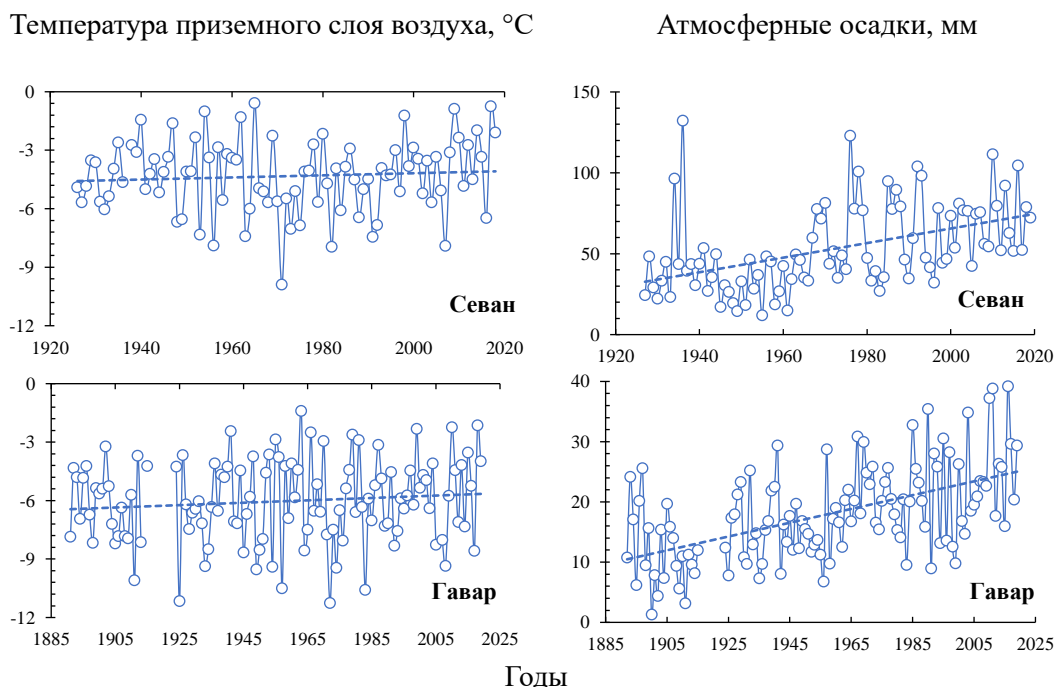 Температура приземного слоя воздуха, °C
Атмосферные осадки, мм
0
-3
-6
-9
-12
1920 1940 1960 1980 2000 2020
Севан
150
100
50
0
1920 1940 1960 1980 2000 2020
Севан
0
-3
-6
-9
-12
1885 1905 1925 1945 1965 1985 2005 2025
Гавар
40
30
20
10
0
1885 1905 1925 1945 1965 1985 2005 2025
Гавар
Годы